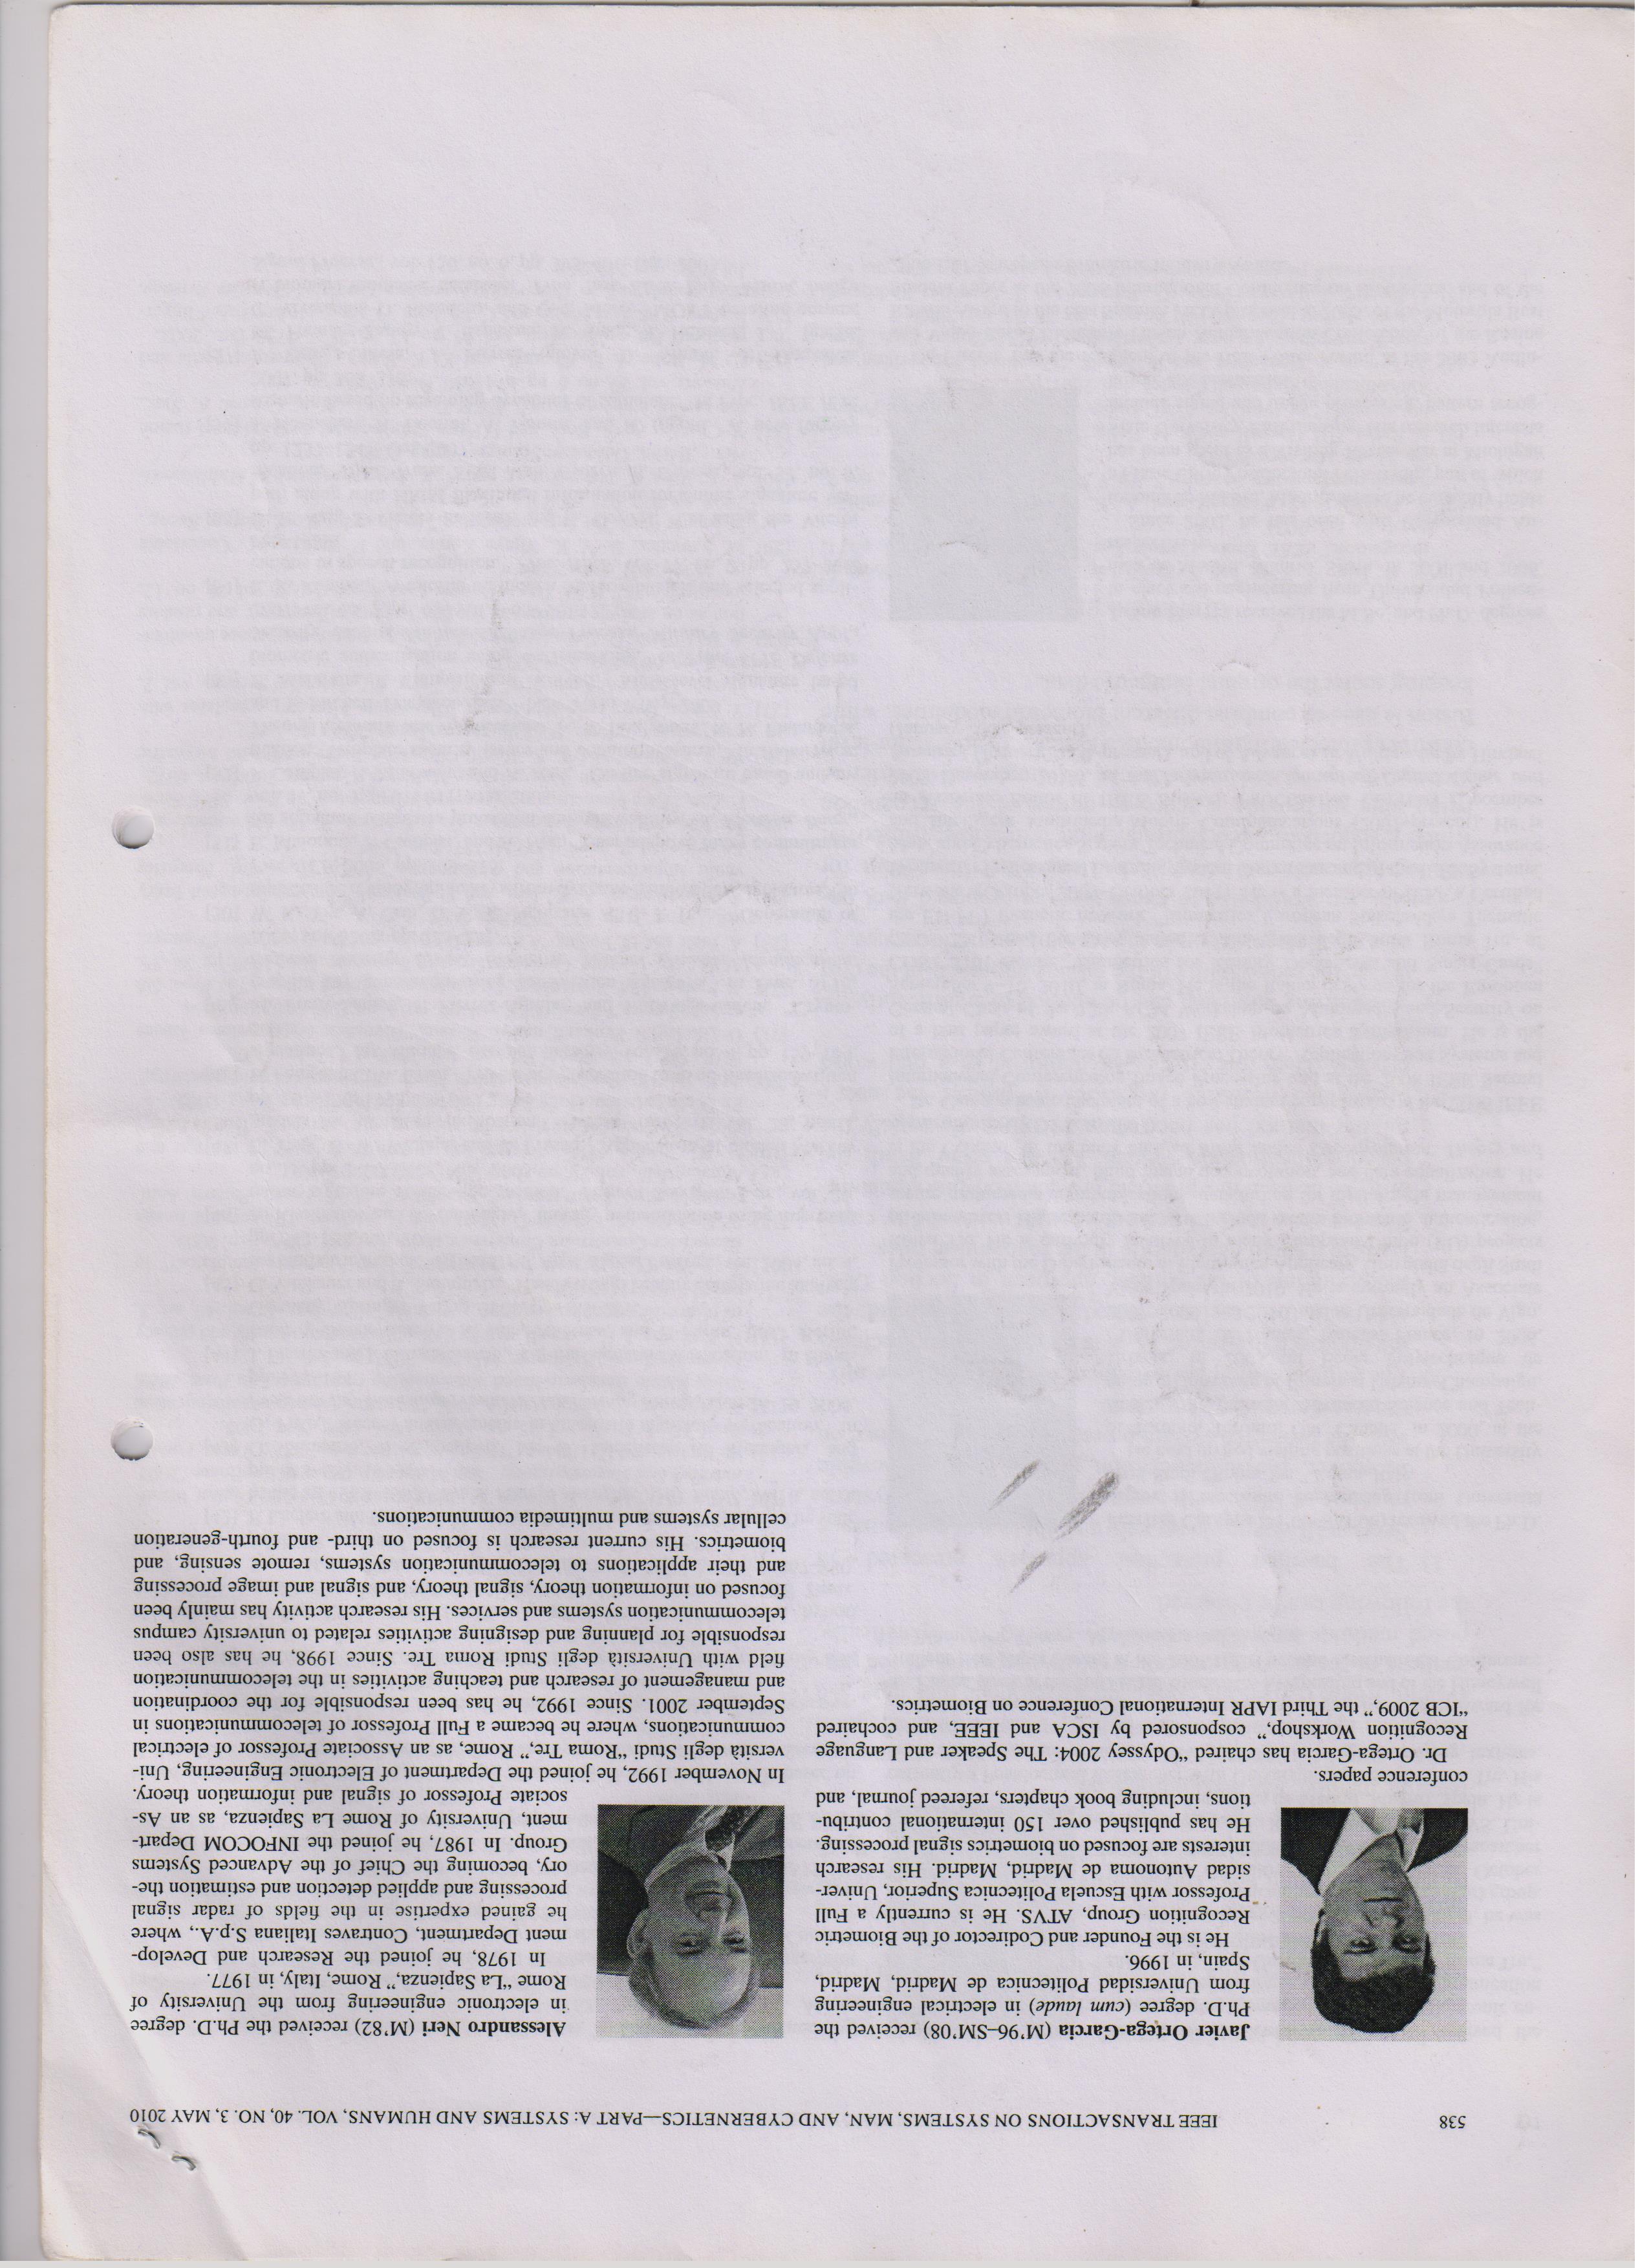 538
IEEE TRANSACTIONS ON SYSTEMS, MAN, AND CYBERNETICS—PART A: SYSTEMS AND HUMANS, VOL. 40, NO. 3, MAY 2010
Javier Ortega-Garcia (M’96–SM’08) received the
Ph.D. degree (cum laude) in electrical engineering
from Universidad Politecnica de Madrid, Madrid,
Spain, in 1996.
He is the Founder and Codirector of the Biometric
Recognition Group, ATVS. He is currently a Full
Professor with Escuela Politecnica Superior, Univer-
sidad Autonoma de Madrid, Madrid. His research
interests are focused on biometrics signal processing.
He has published over 150 international contribu-
tions, including book chapters, refereed journal, and
conference papers.
Dr. Ortega-Garcia has chaired “Odyssey 2004: The Speaker and Language
Recognition Workshop,” cosponsored by ISCA and IEEE, and cochaired
“ICB 2009,” the Third IAPR International Conference on Biometrics.
Alessandro Neri (M’82) received the Ph.D. degree
in electronic engineering from the University of
Rome “La Sapienza,” Rome, Italy, in 1977.
In 1978, he joined the Research and Develop-
ment Department, Contraves Italiana S.p.A., where
he gained expertise in the fields of radar signal
processing and applied detection and estimation the-
ory, becoming the Chief of the Advanced Systems
Group. In 1987, he joined the INFOCOM Depart-
ment, University of Rome La Sapienza, as an As-
sociate Professor of signal and information theory.
In November 1992, he joined the Department of Electronic Engineering, Uni-
versità degli Studi “Roma Tre,” Rome, as an Associate Professor of electrical
communications, where he became a Full Professor of telecommunications in
September 2001. Since 1992, he has been responsible for the coordination
and management of research and teaching activities in the telecommunication
field with Università degli Studi Roma Tre. Since 1998, he has also been
responsible for planning and designing activities related to university campus
telecommunication systems and services. His research activity has mainly been
focused on information theory, signal theory, and signal and image processing
and their applications to telecommunication systems, remote sensing, and
biometrics. His current research is focused on third- and fourth-generation
cellular systems and multimedia communications.